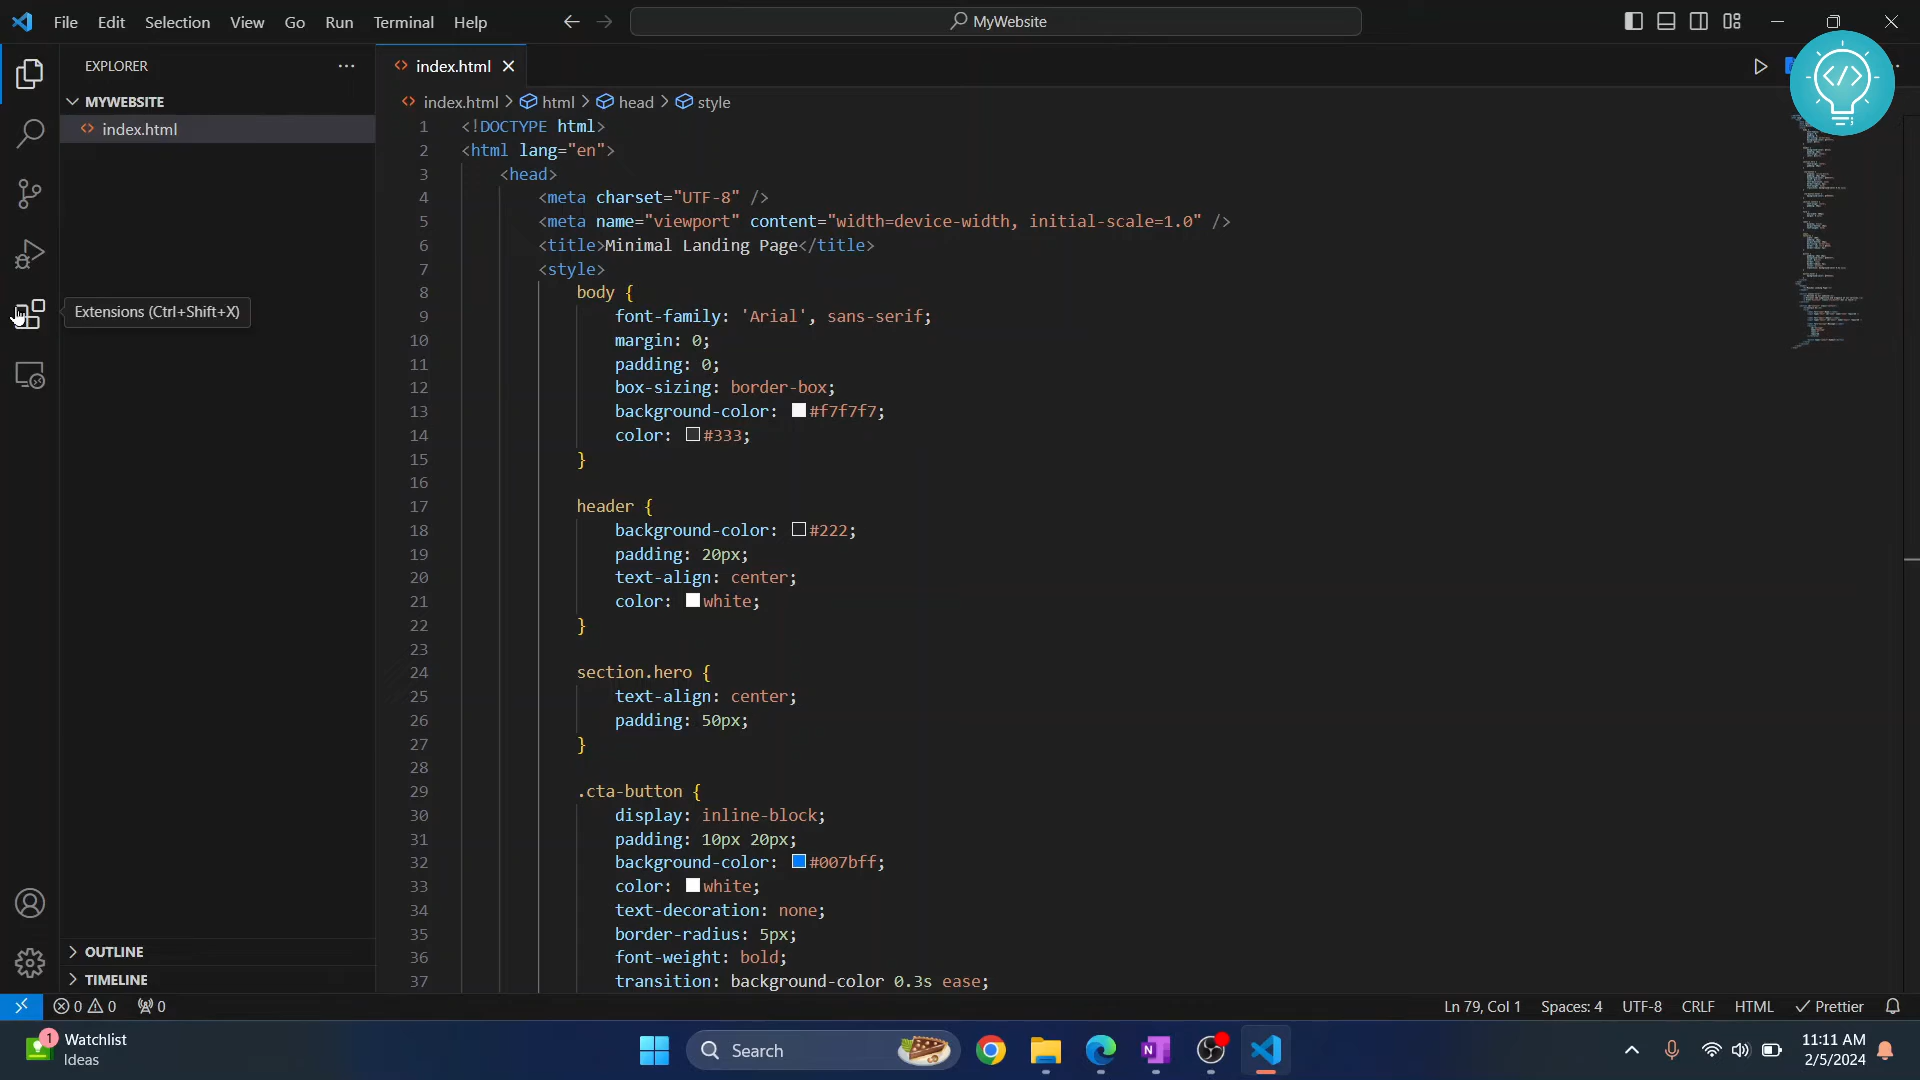 File Edit Selection View Go Run Terminal Help
MyWebsite
EXPLORER
MYWEBSITE
index.html
Extensions (Ctrl+Shift+X)
OUTLINE
TIMELINE
index.html
index.html > html > head > style
1 <!DOCTYPE html>
2 <html lang="en">
3 <head>
4 <meta charset="UTF-8" />
5 <meta name="viewport" content="width=device-width, initial-scale=1.0" />
6 <title>Minimal Landing Page</title>
7 <style>
8 body {
9 font-family: 'Arial', sans-serif;
10 margin: 0;
11 padding: 0;
12 box-sizing: border-box;
13 background-color: #f7f7f7;
14 color: #333;
15 }
16
17 header {
18 background-color: #222;
19 padding: 20px;
20 text-align: center;
21 color: white;
22 }
23
24 section.hero {
25 text-align: center;
26 padding: 50px;
27 }
28
29 .cta-button {
30 display: inline-block;
31 padding: 10px 20px;
32 background-color: #007bff;
33 color: white;
34 text-decoration: none;
35 border-radius: 5px;
36 font-weight: bold;
37 transition: background-color 0.3s ease;
0 0 0
Ln 79, Col 1 Spaces: 4 UTF-8 CRLF HTML Prettier
1 Watchlist
Ideas
Search
11:11 AM
2/5/2024